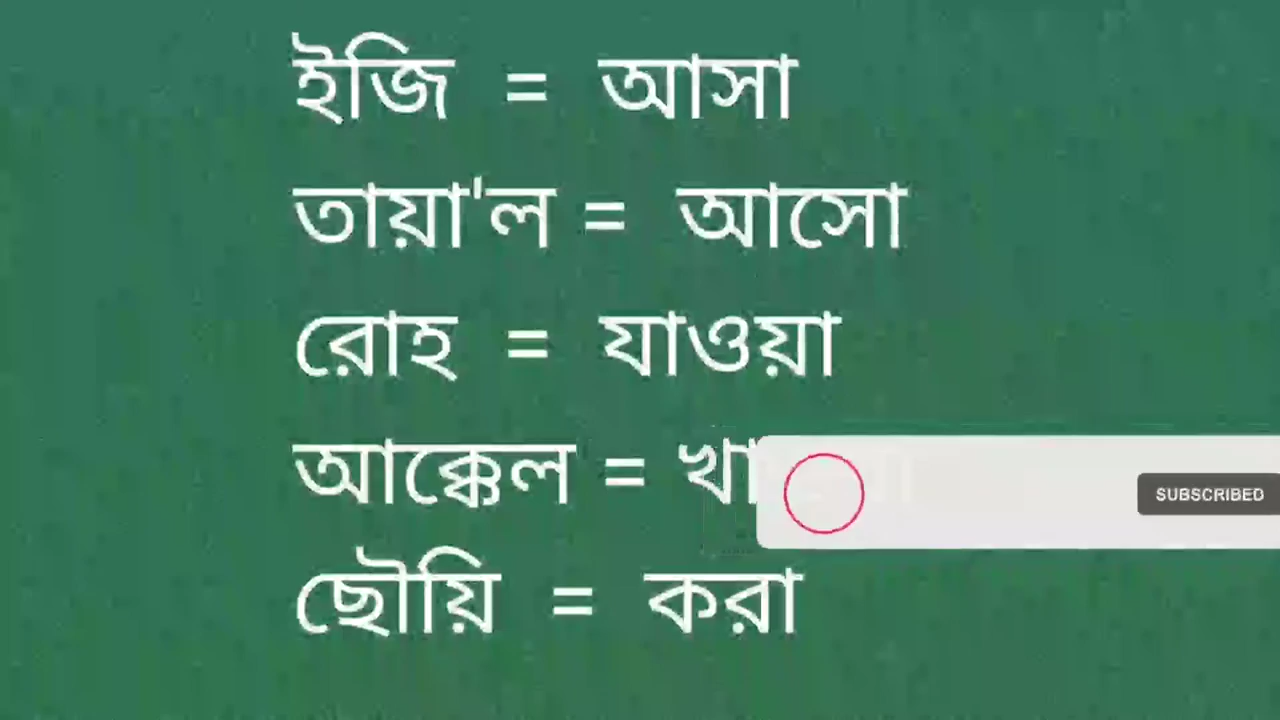 ইজি = আসা
তায়া'ল = আসো
রোহ = যাওয়া
আক্কেল =
SUBSCRIBED
ছৌয়ি = করা